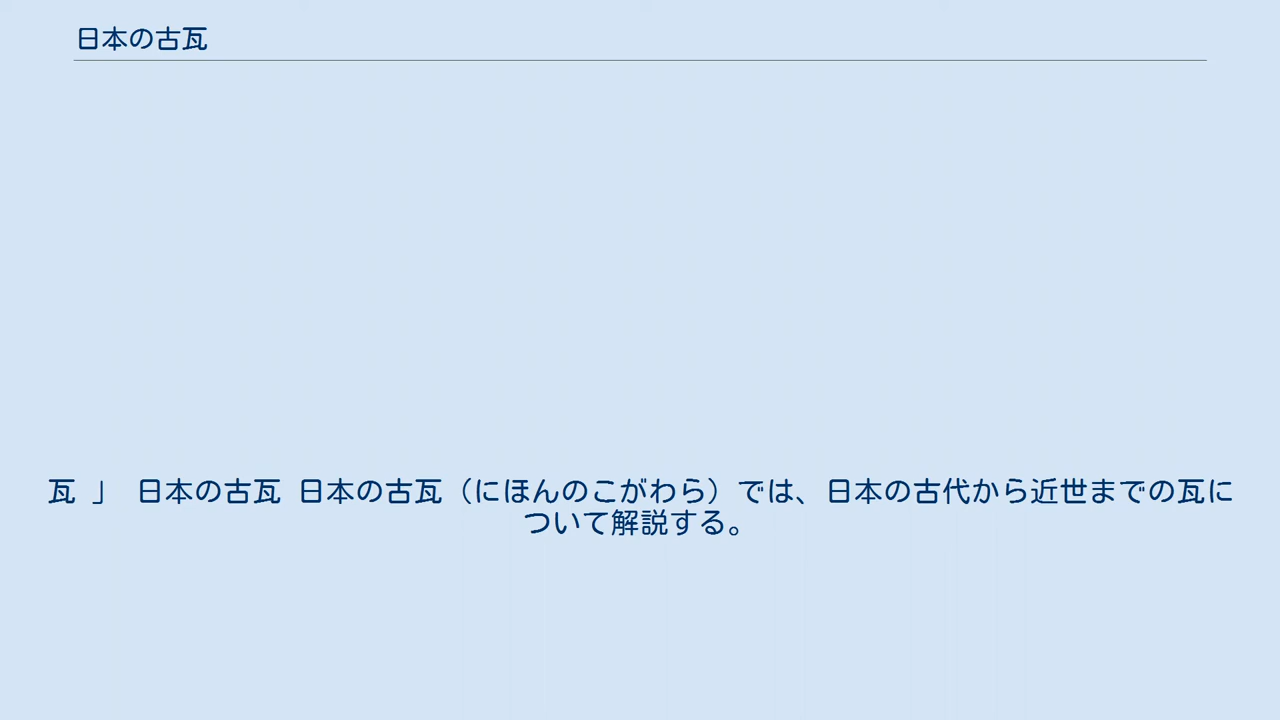 日本の古瓦
瓦 」 日本の古瓦 日本の古瓦（にほんのこがわら）では、日本の古代から近世までの瓦に
ついて解説する。